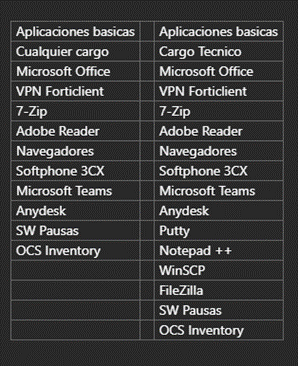 Aplicaciones basicas Aplicaciones basicas
Cualquier cargo Cargo Tecnico
Microsoft Office Microsoft Office
VPN Forticlient VPN Forticlient
7-Zip 7-Zip
Adobe Reader Adobe Reader
Navegadores Navegadores
Softphone 3CX Softphone 3CX
Microsoft Teams Microsoft Teams
Anydesk Anydesk
SW Pausas Putty
OCS Inventory Notepad ++
WinSCP
FileZilla
SW Pausas
OCS Inventory